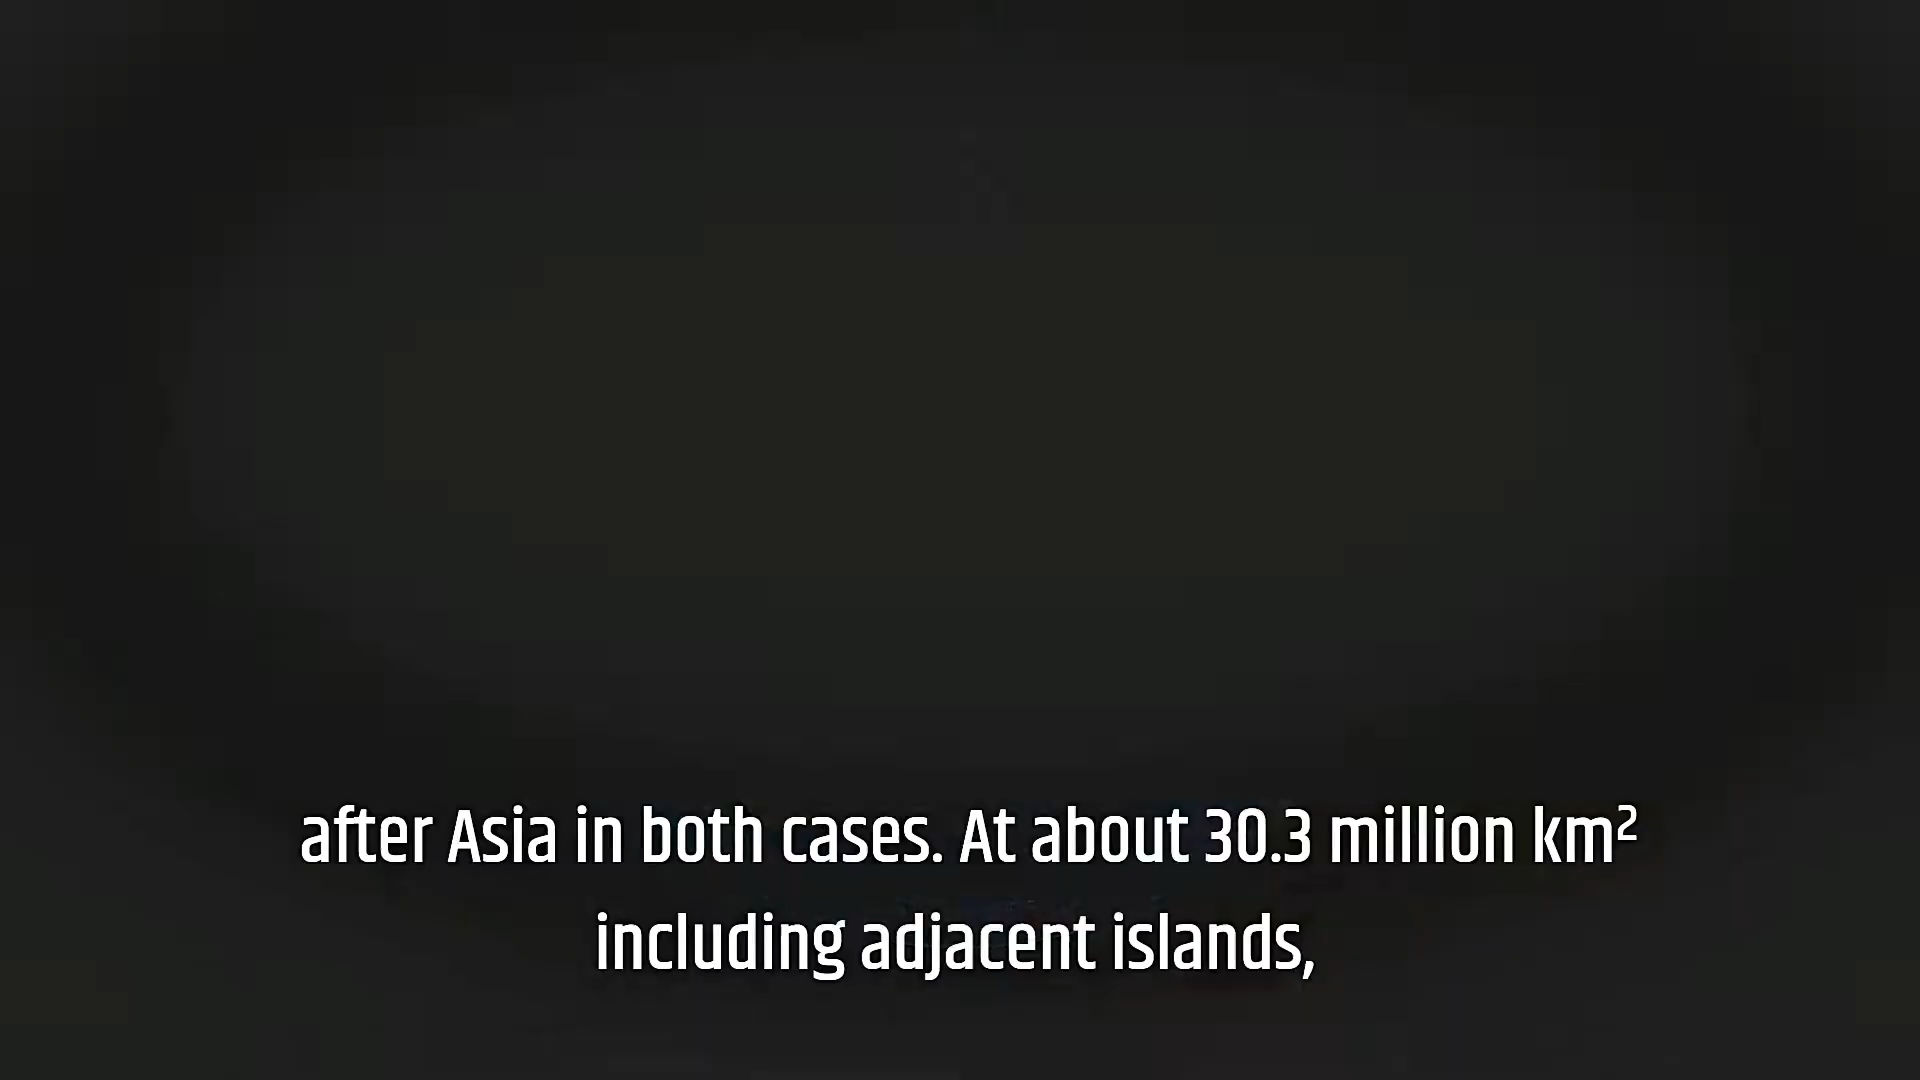 after Asia in both cases. At about 30.3 million km²
including adjacent islands,